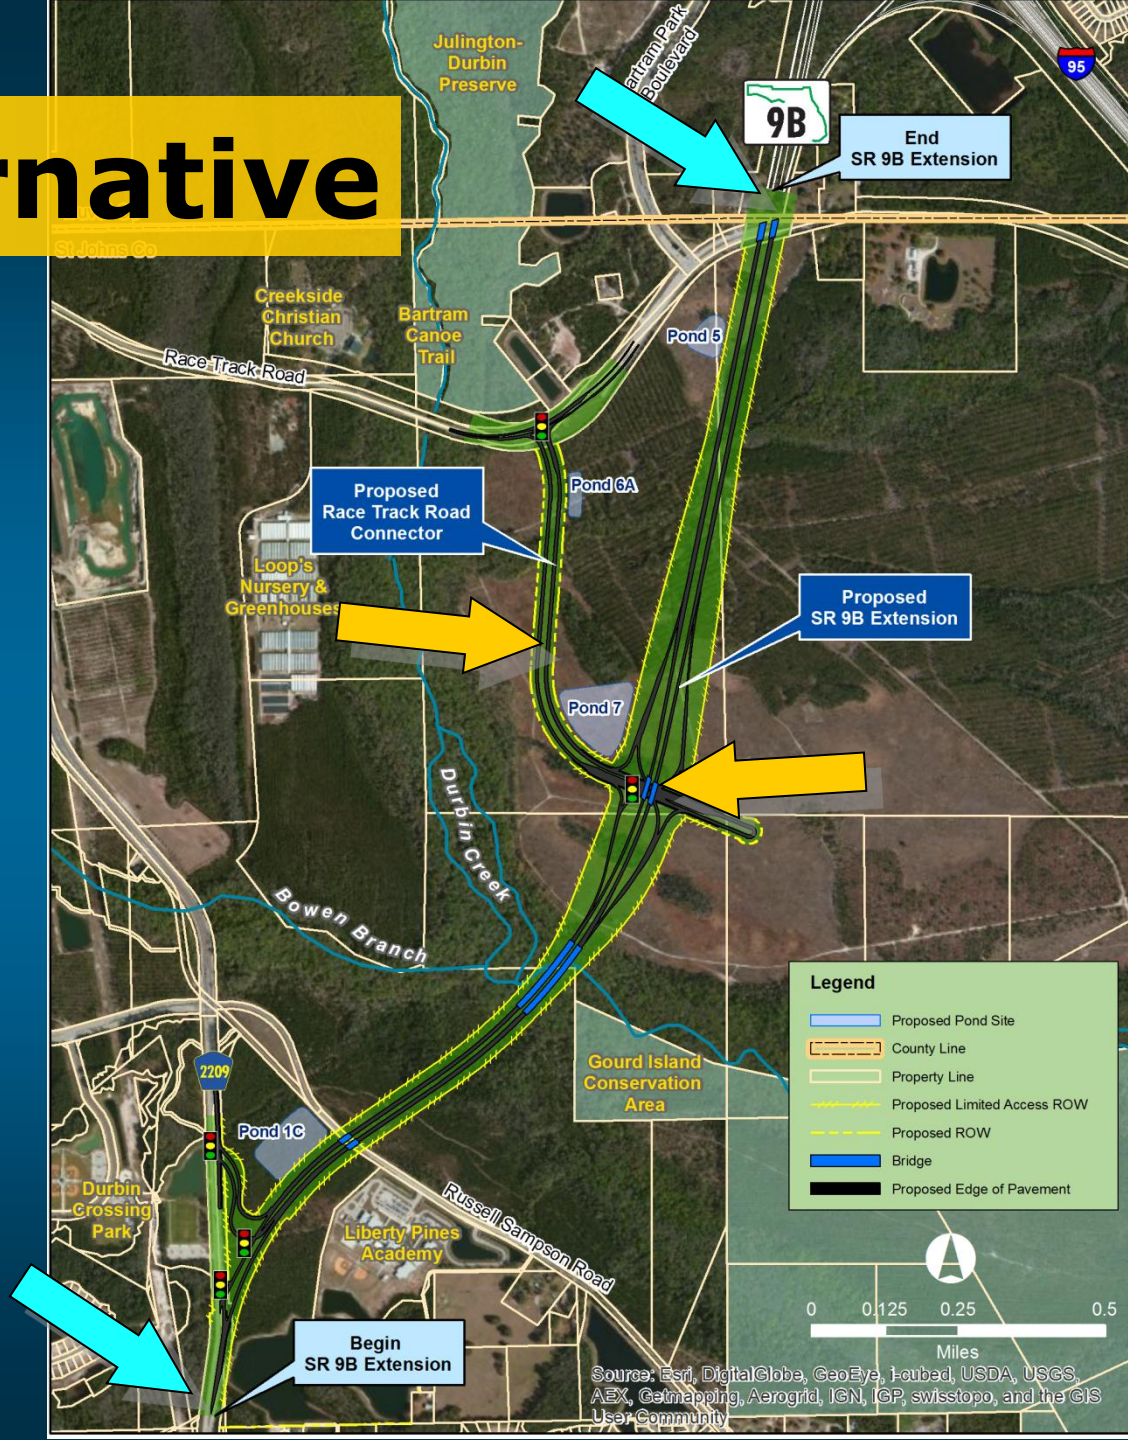 Julington-
Durbin
Preserve
artram Park
Boulevard
95
9B
End
SR 9B Extension
rnative
St Johns Co
Creekside
Christian
Church
Bartram
Canoe
Trail
Pond 5
Race Track Road
Proposed
Race Track Road
Connector
Pond 6A
Loop's
Nursery &
Greenhouses
Proposed
SR 9B Extension
Pond 7
Durbin Creek
Bowen Branch
2209
Pond 1C
Gourd Island
Conservation
Area
Durbin
Crossing
Park
Liberty Pines
Academy
Russell Sampson Road
Begin
SR 9B Extension
Legend
Proposed Pond Site
County Line
Property Line
Proposed Limited Access ROW
Proposed ROW
Bridge
Proposed Edge of Pavement
0 0.125 0.25 0.5
Miles
Source: Esri, DigitalGlobe, GeoEye, i-cubed, USDA, USGS,
AEX, Getmapping, Aerogrid, IGN, IGP, swisstopo, and the GIS
User Community